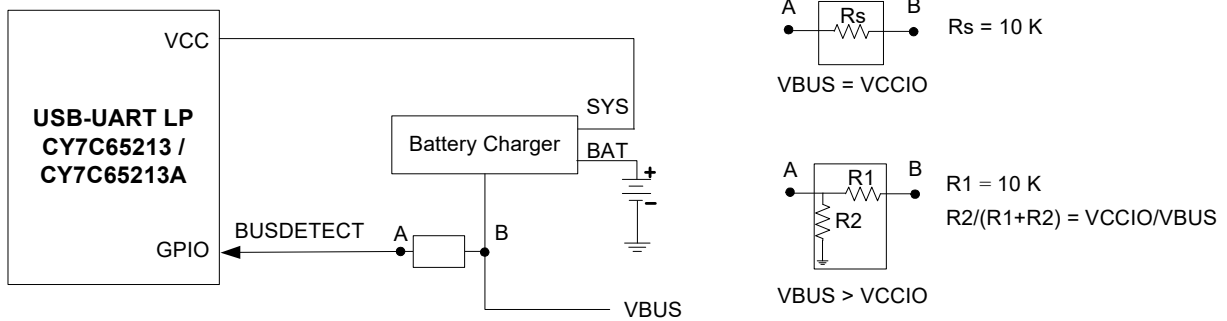 VCC
USB-UART LP
CY7C65213 /
CY7C65213A
GPIO
BUSDETECT
A
B
VBUS
Battery Charger
SYS
BAT
+
–
A
B
Rs
Rs = 10 K
VBUS = VCCIO
A
B
R1
R2
R1 = 10 K
R2/(R1+R2) = VCCIO/VBUS
VBUS > VCCIO